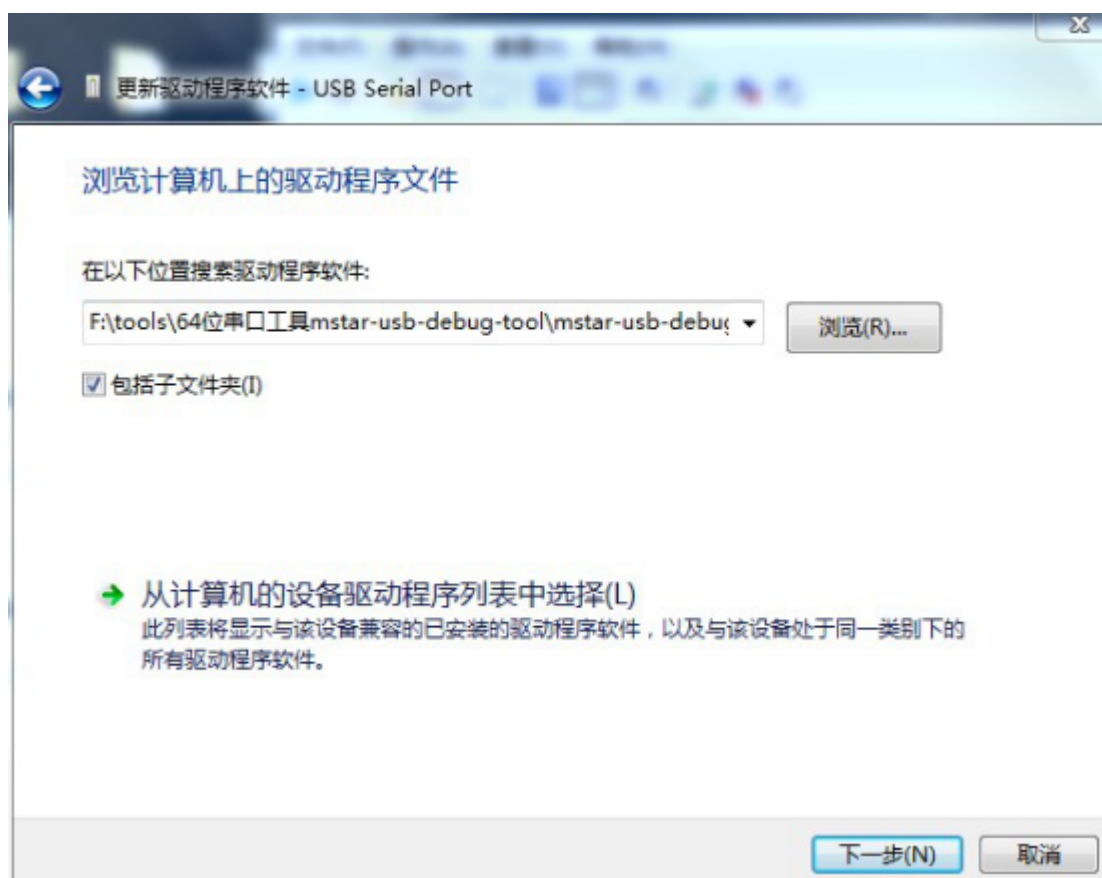 更新驱动程序软件 - USB Serial Port
浏览计算机上的驱动程序文件
在以下位置搜索驱动程序软件:
F:\tools\64位串口工具mstar-usb-debug-tool\mstar-usb-debug
浏览(R)...
包括子文件夹(I)
从计算机的设备驱动程序列表中选择(L)
此列表将显示与该设备兼容的已安装的驱动程序软件，以及与该设备处于同一类别下的
所有驱动程序软件。
下一步(N)
取消